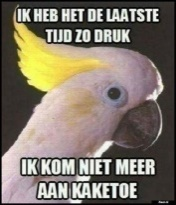 IK HEB HET DE LAATSTE
TIJD ZO DRUK
IK KOM NIET MEER
AAN KAKETOE